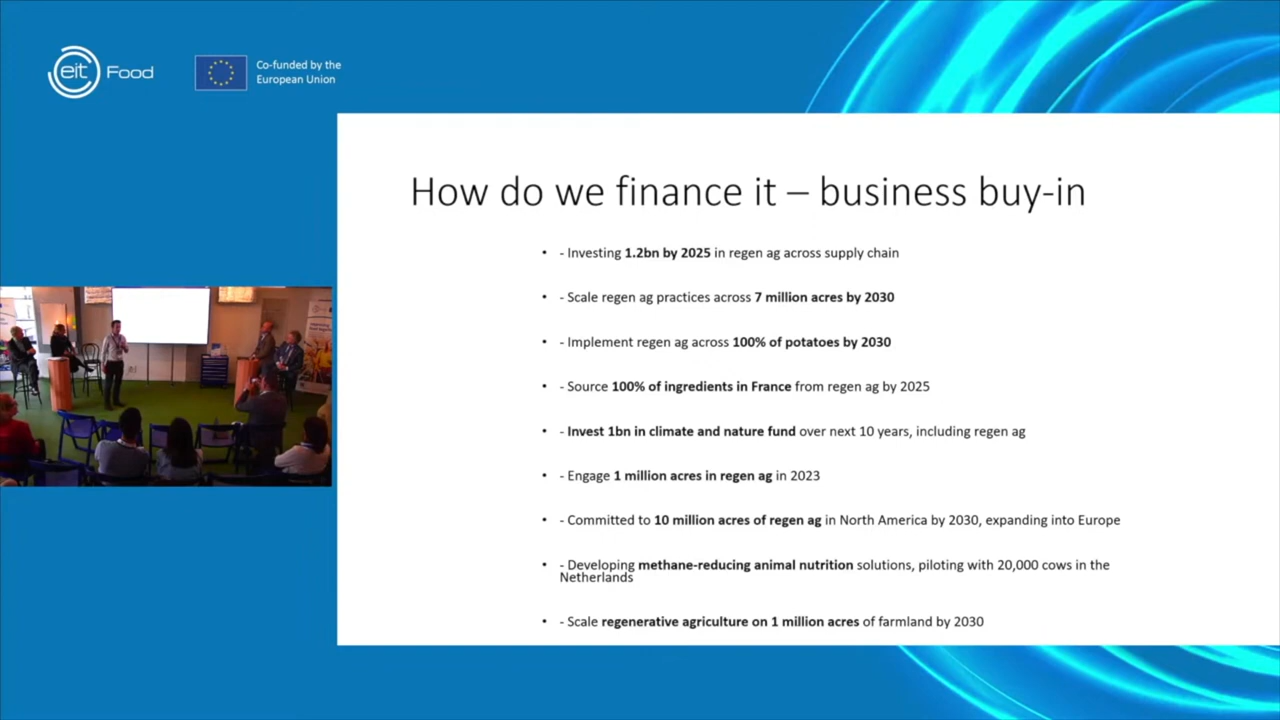 eit Food
Co-funded by the
European Union
How do we finance it – business buy-in
• - Investing 1.2bn by 2025 in regen ag across supply chain
• - Scale regen ag practices across 7 million acres by 2030
• - Implement regen ag across 100% of potatoes by 2030
• - Source 100% of ingredients in France from regen ag by 2025
• - Invest 1bn in climate and nature fund over next 10 years, including regen ag
• - Engage 1 million acres in regen ag in 2023
• - Committed to 10 million acres of regen ag in North America by 2030, expanding into Europe
• - Developing methane-reducing animal nutrition solutions, piloting with 20,000 cows in the
Netherlands
• - Scale regenerative agriculture on 1 million acres of farmland by 2030